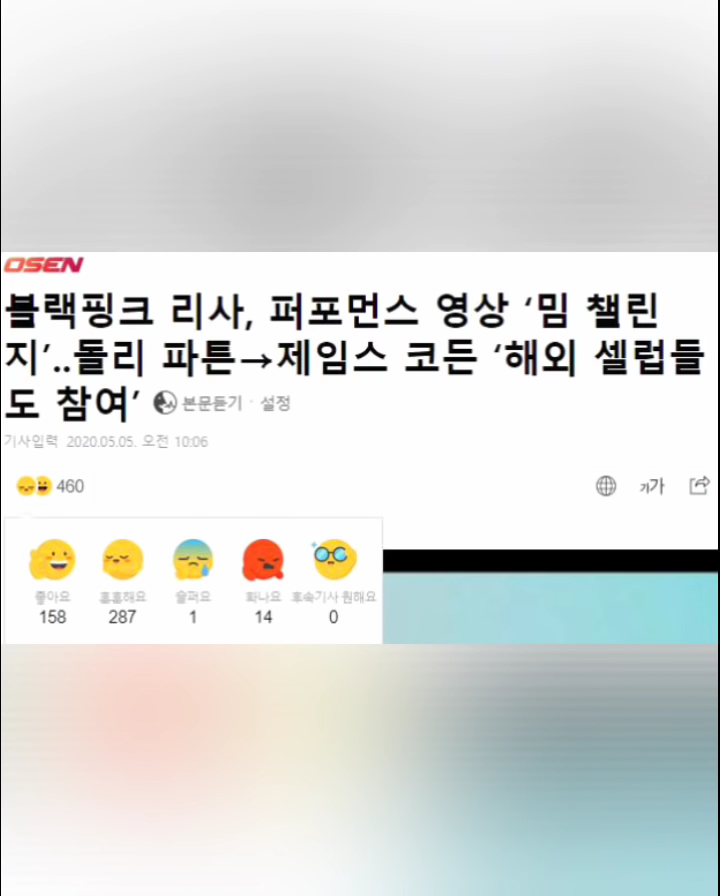 OSEN
블랙핑크 리사, 퍼포먼스 영상 ‘밈 챌린
지’..돌리 파튼→제임스 코든 ‘해외 셀럽들
도 참여’ 본문듣기 · 설정
기사입력 2020.05.05. 오전 10:06
460
가가
좋아요 훈훈해요 슬퍼요 화나요 후속기사 원해요
158 287 1 14 0